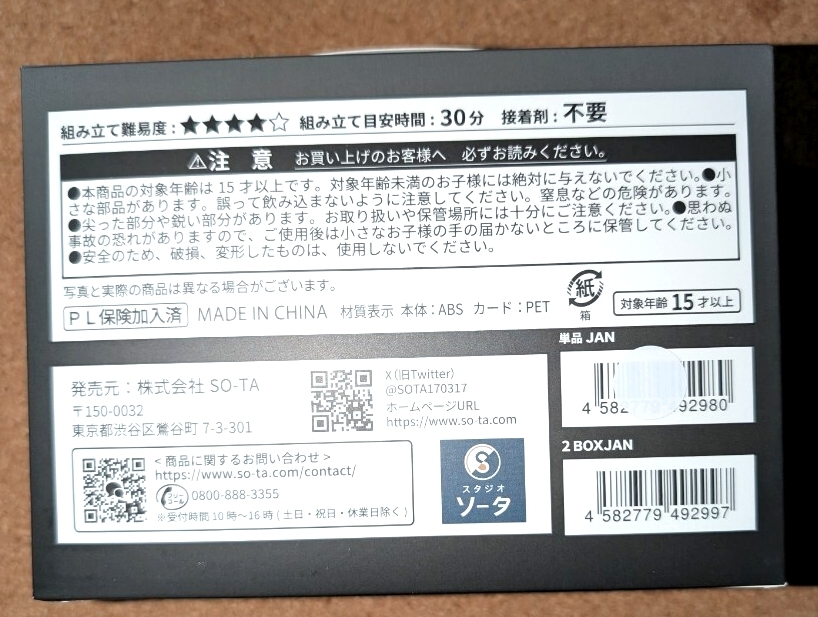 組み立て難易度:★★★★☆ 組み立て目安時間:30分 接着剤:不要
⚠注 意 お買い上げのお客様へ 必ずお読みください。
●本商品の対象年齢は15才以上です。対象年齢未満のお子様には絶対に与えないでください。●小
さな部品があります。誤って飲み込まないように注意してください。窒息などの危険があります。
●尖った部分や鋭い部分があります。お取り扱いや保管場所には十分にご注意ください。●思わぬ
事故の恐れがありますので、ご使用後は小さなお子様の手の届かないところに保管してください。
●安全のため、破損、変形したものは、使用しないでください。
写真と実際の商品は異なる場合がございます。
紙
箱
PL保険加入済 MADE IN CHINA 材質表示 本体:ABS カード:PET
対象年齢15才以上
発売元:株式会社 SO-TA
〒150-0032
東京都渋谷区鶯谷町 7-3-301
X(旧Twitter)
@SOTA170317
ホームページURL
https://www.so-ta.com
<商品に関するお問い合わせ>
https://www.so-ta.com/contact/
フリーコール 0800-888-3355
※受付時間10時~16時(土日・祝日・休業日除く)
スタジオ
ソータ
単品 JAN
4 582779 492980
2 BOXJAN
4 582779 492997